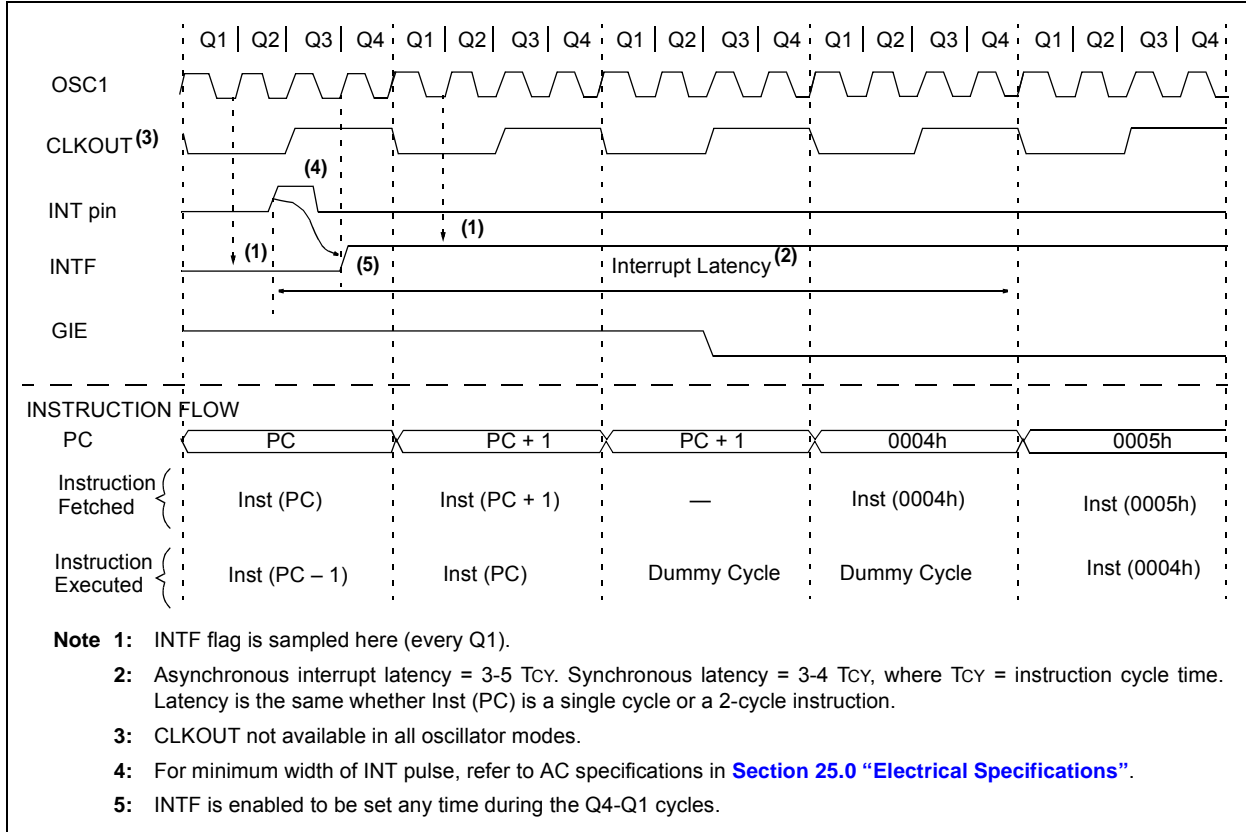 Q1 Q2 Q3 Q4 Q1 Q2 Q3 Q4 Q1 Q2 Q3 Q4 Q1 Q2 Q3 Q4 Q1 Q2 Q3 Q4
OSC1
CLKOUT (3)
(4)
INT pin
(1)
(1)
INTF
(5)
Interrupt Latency (2)
GIE
INSTRUCTION FLOW
PC PC PC + 1 PC + 1 0004h 0005h
Instruction
Fetched
Inst (PC) Inst (PC + 1) — Inst (0004h) Inst (0005h)
Instruction
Executed
Inst (PC – 1) Inst (PC) Dummy Cycle Dummy Cycle Inst (0004h)
Note 1: INTF flag is sampled here (every Q1).
2: Asynchronous interrupt latency = 3-5 TCY. Synchronous latency = 3-4 TCY, where TCY = instruction cycle time.
Latency is the same whether Inst (PC) is a single cycle or a 2-cycle instruction.
3: CLKOUT not available in all oscillator modes.
4: For minimum width of INT pulse, refer to AC specifications in Section 25.0 “Electrical Specifications”.
5: INTF is enabled to be set any time during the Q4-Q1 cycles.